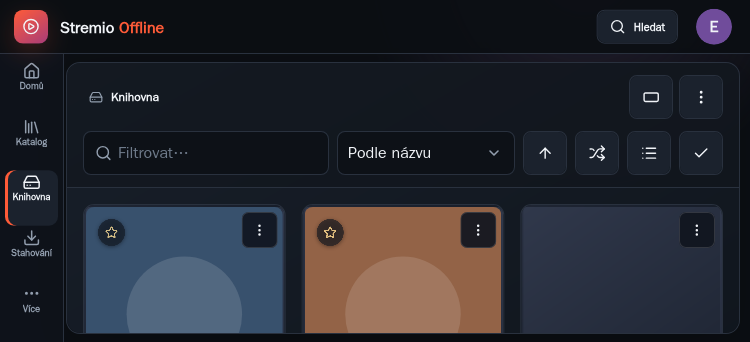 Stremio Offline
Hledat
E
Domů
Katalog
Knihovna
Stahování
Více
Knihovna
Filtrovat···
Podle názvu